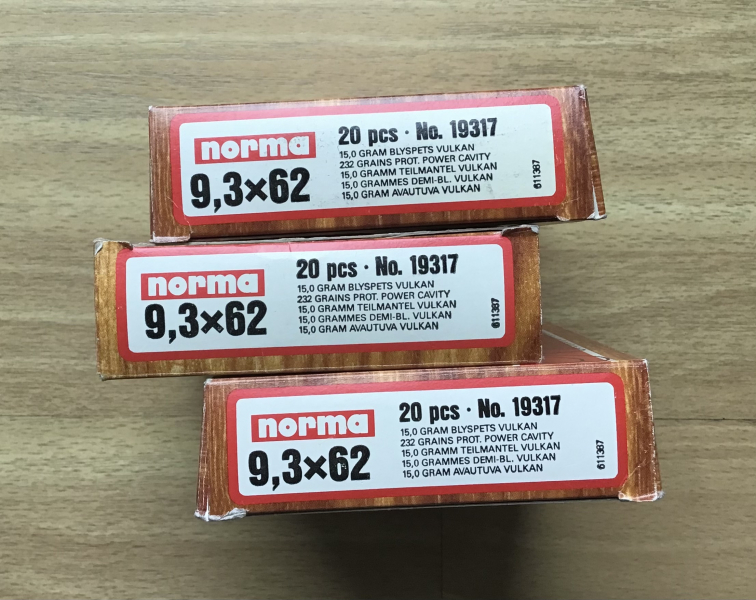 norma
9,3×62
20 pcs · No. 19317
15,0 GRAM BLYSPETS VULKAN
232 GRAINS PROT. POWER CAVITY
15,0 GRAMM TEILMANTEL VULKAN
15,0 GRAMMES DEMI-BL. VULKAN
15,0 GRAM AVAUTUVA VULKAN
611367
norma
9,3×62
20 pcs · No. 19317
15,0 GRAM BLYSPETS VULKAN
232 GRAINS PROT. POWER CAVITY
15,0 GRAMM TEILMANTEL VULKAN
15,0 GRAMMES DEMI-BL. VULKAN
15,0 GRAM AVAUTUVA VULKAN
611367
norma
9,3×62
20 pcs · No. 19317
15,0 GRAM BLYSPETS VULKAN
232 GRAINS PROT. POWER CAVITY
15,0 GRAMM TEILMANTEL VULKAN
15,0 GRAMMES DEMI-BL. VULKAN
15,0 GRAM AVAUTUVA VULKAN
611367